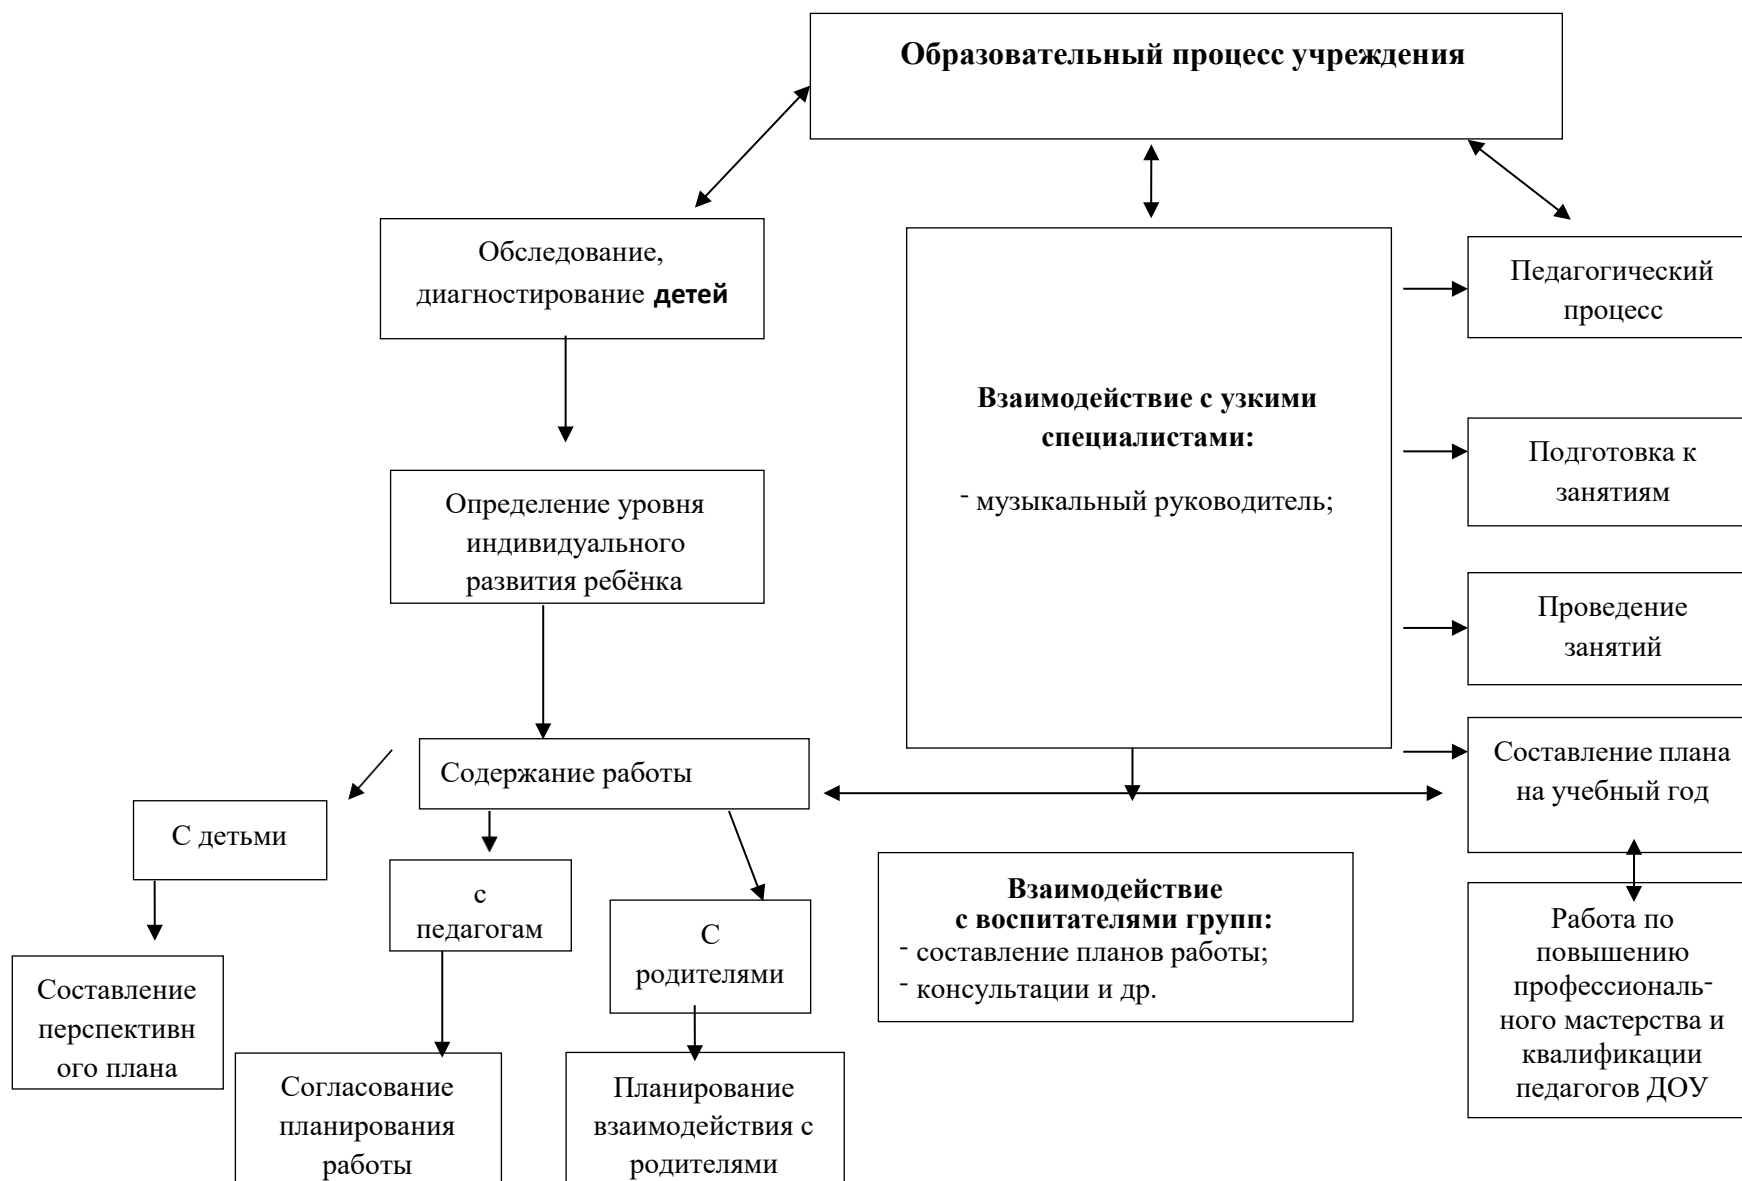 Образовательный процесс учреждения
Обследование,
диагностирование детей
Педагогический
процесс
Взаимодействие с узкими
специалистами:
- музыкальный руководитель;
Подготовка к
занятиям
Определение уровня
индивидуального
развития ребёнка
Проведение
занятий
Содержание работы
Составление плана
на учебный год
С детьми
с
педагогам
С
родителями
Взаимодействие
с воспитателями групп:
- составление планов работы;
- консультации и др.
Работа по
повышению
профессиональ-
ного мастерства и
квалификации
педагогов ДОУ
Составление
перспективн
ого плана
Согласование
планирования
работы
Планирование
взаимодействия с
родителями